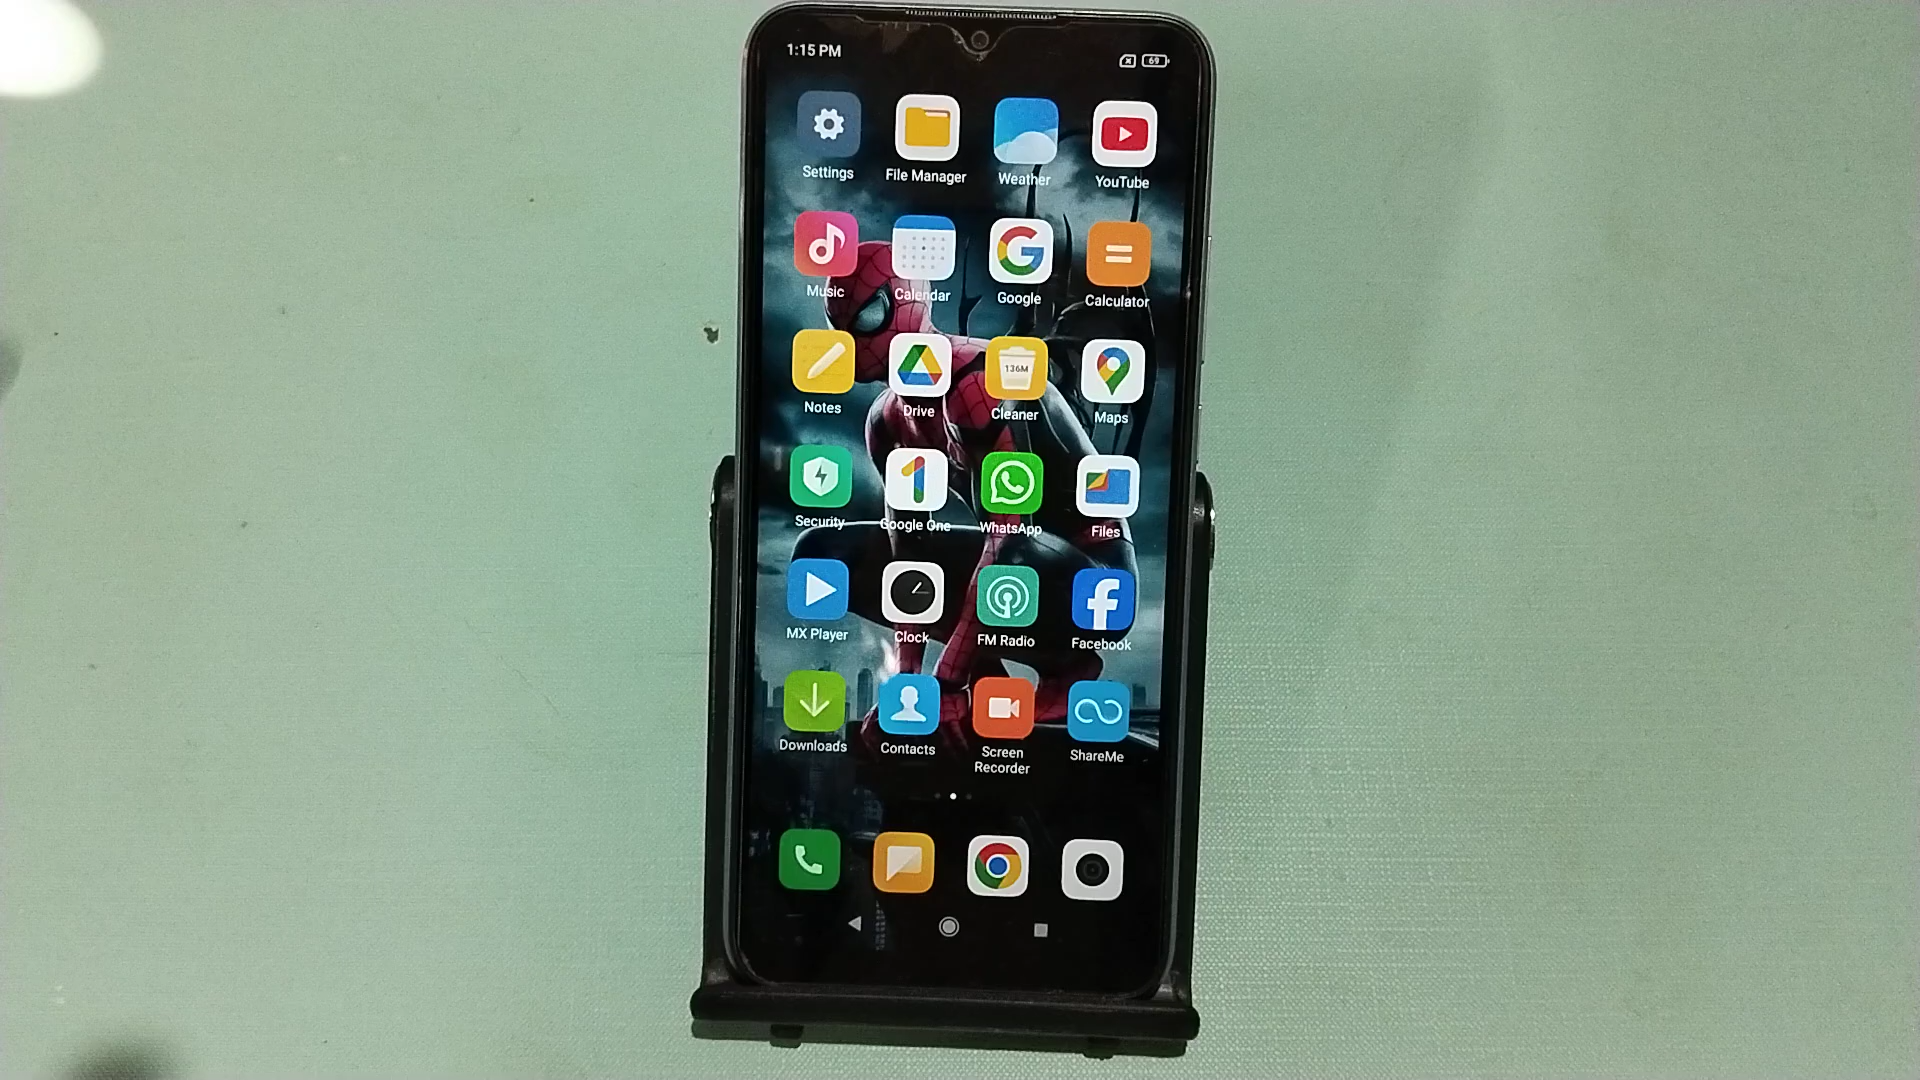 1:15 PM
69
Settings
File Manager
Weather
YouTube
Music
Calendar
Google
Calculator
136M
Notes
Drive
Cleaner
Maps
Security
Google One
WhatsApp
Files
MX Player
Clock
FM Radio
Facebook
Downloads
Contacts
Screen
Recorder
ShareMe